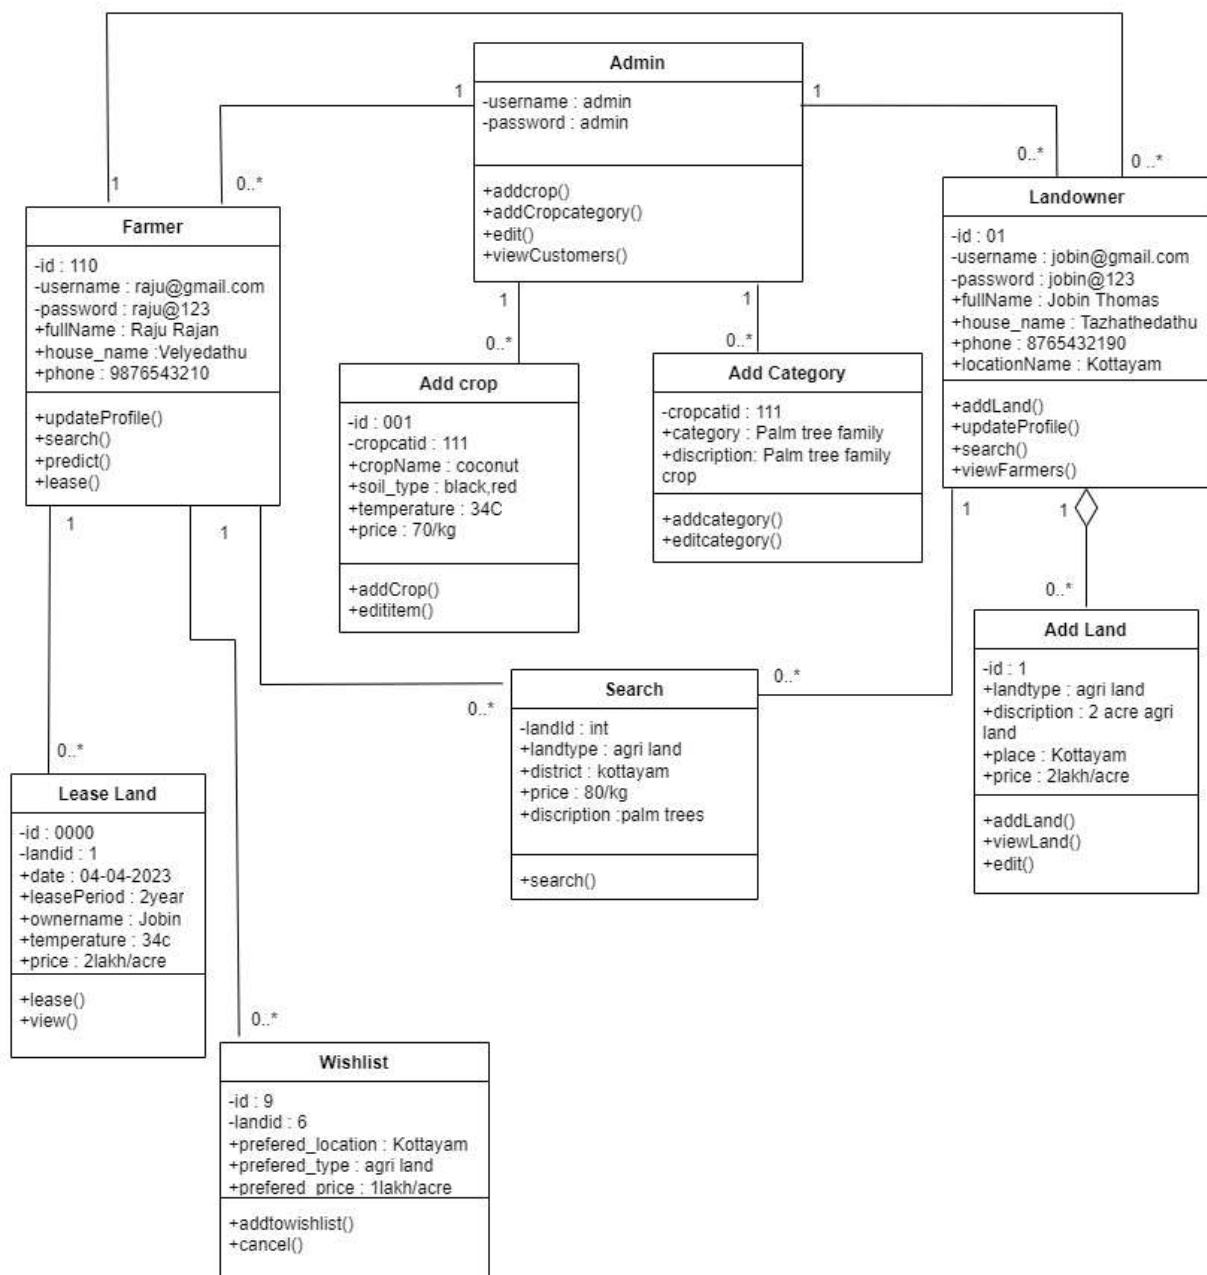 Admin
-username : admin
-password : admin
+addcrop()
+addCropcategory()
+edit()
+viewCustomers()
1
1
0..*
0..*
0..*
1
Farmer
-id : 110
-username : raju@gmail.com
-password : raju@123
+fullName : Raju Rajan
+house_name :Velyedathu
+phone : 9876543210
+updateProfile()
+search()
+predict()
+lease()
Landowner
-id : 01
-username : jobin@gmail.com
-password : jobin@123
+fullName : Jobin Thomas
+house_name : Tazhathedathu
+phone : 8765432190
+locationName : Kottayam
+addLand()
+updateProfile()
+search()
+viewFarmers()
1
1
0..*
0..*
Add crop
-id : 001
-cropcatid : 111
+cropName : coconut
+soil_type : black,red
+temperature : 34C
+price : 70/kg
+addCrop()
+edititem()
Add Category
-cropcatid : 111
+category : Palm tree family
+discription: Palm tree family
crop
+addcategory()
+editcategory()
1
1
1
1
0..*
Add Land
-id : 1
+landtype : agri land
+discription : 2 acre agri
land
+place : Kottayam
+price : 2lakh/acre
+addLand()
+viewLand()
+edit()
0..*
0..*
Search
-landId : int
+landtype : agri land
+district : kottayam
+price : 80/kg
+discription :palm trees
+search()
0..*
Lease Land
-id : 0000
-landid : 1
+date : 04-04-2023
+leasePeriod : 2year
+ownername : Jobin
+temperature : 34c
+price : 2lakh/acre
+lease()
+view()
0..*
Wishlist
-id : 9
-landid : 6
+prefered_location : Kottayam
+prefered_type : agri land
+prefered_price : 1lakh/acre
+addtowishlist()
+cancel()